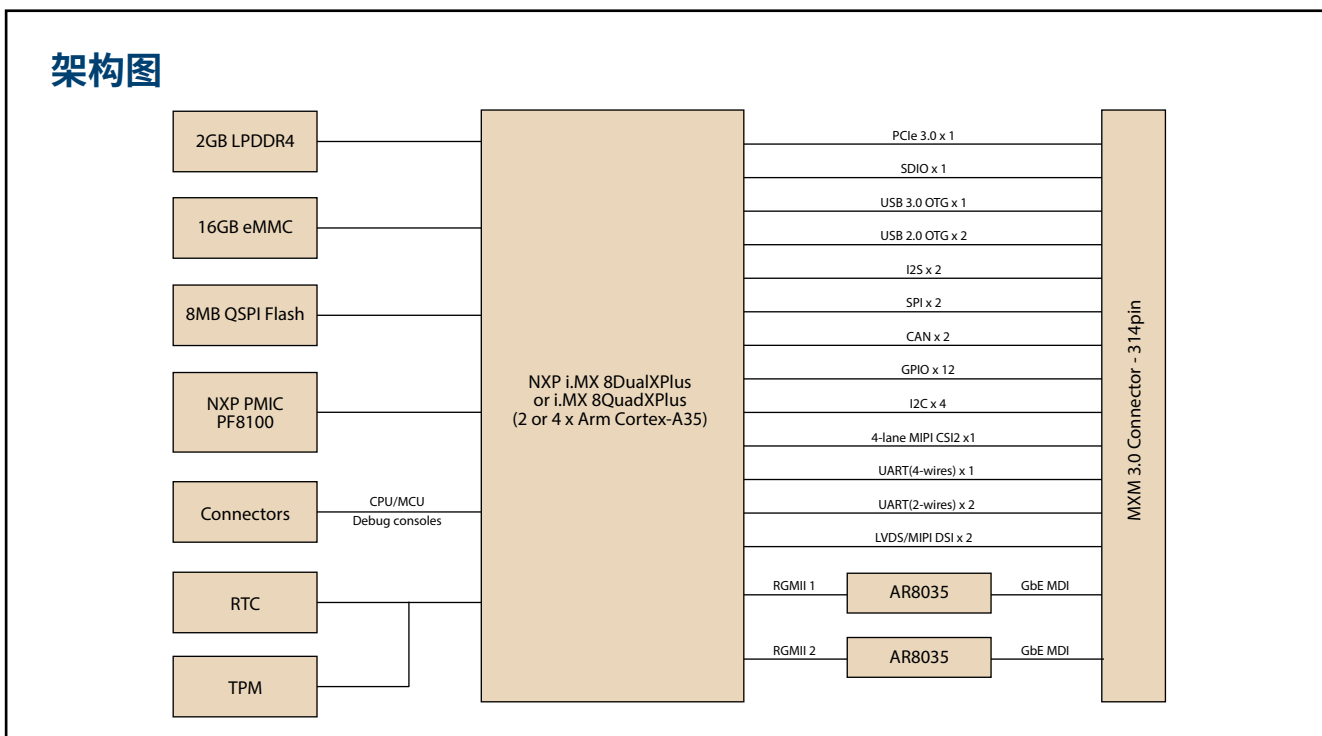 架构图
2GB LPDDR4
16GB eMMC
8MB QSPI Flash
NXP PMIC
PF8100
Connectors
CPU/MCU
Debug consoles
RTC
TPM
NXP i.MX 8DualXPlus
or i.MX 8QuadXPlus
(2 or 4 x Arm Cortex-A35)
PCIe 3.0 x 1
SDIO x 1
USB 3.0 OTG x 1
USB 2.0 OTG x 2
I2S x 2
SPI x 2
CAN x 2
GPIO x 12
I2C x 4
4-lane MIPI CSI2 x1
UART(4-wires) x 1
UART(2-wires) x 2
LVDS/MIPI DSI x 2
RGMII 1
AR8035
GbE MDI
RGMII 2
AR8035
GbE MDI
MXM 3.0 Connector - 314pin